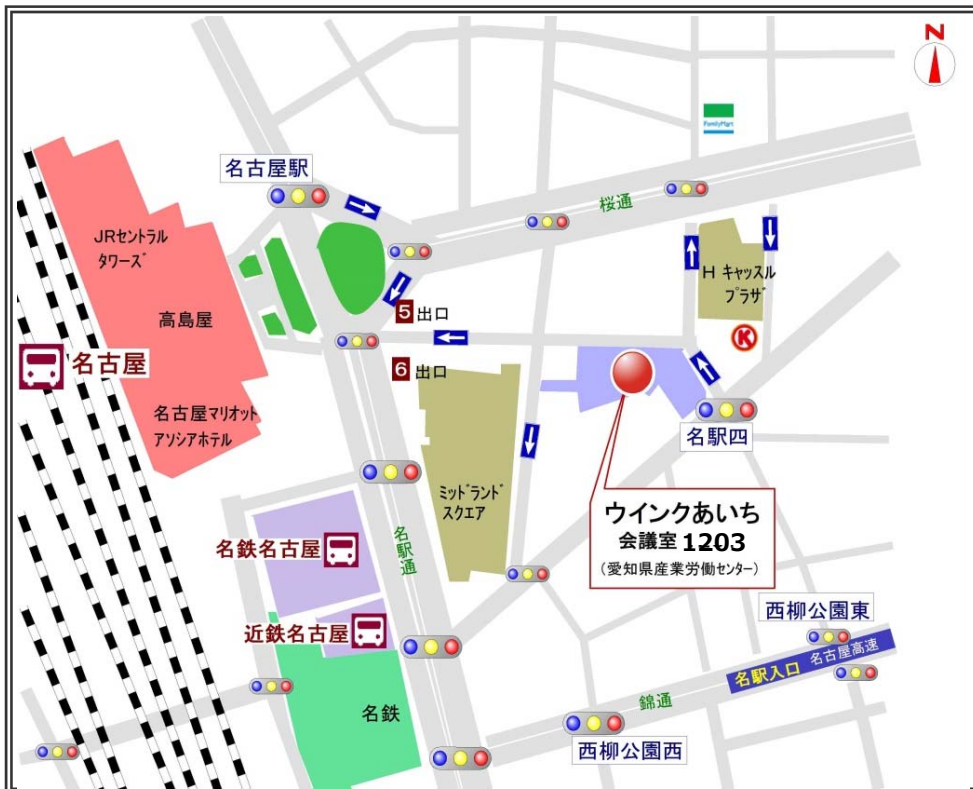 N
FamilyMart
名古屋駅
桜通
JRセントラル
タワーズ
高島屋
H キャッスル
プラザ
5 出口
K
名古屋
6 出口
名古屋マリオット
アソシアホテル
名駅四
ミッドランド
スクエア
ウインクあいち
会議室 1203
(愛知県産業労働センター)
名駅通
名鉄名古屋
近鉄名古屋
西柳公園東
名駅入口 名古屋高速
錦通
名鉄
西柳公園西